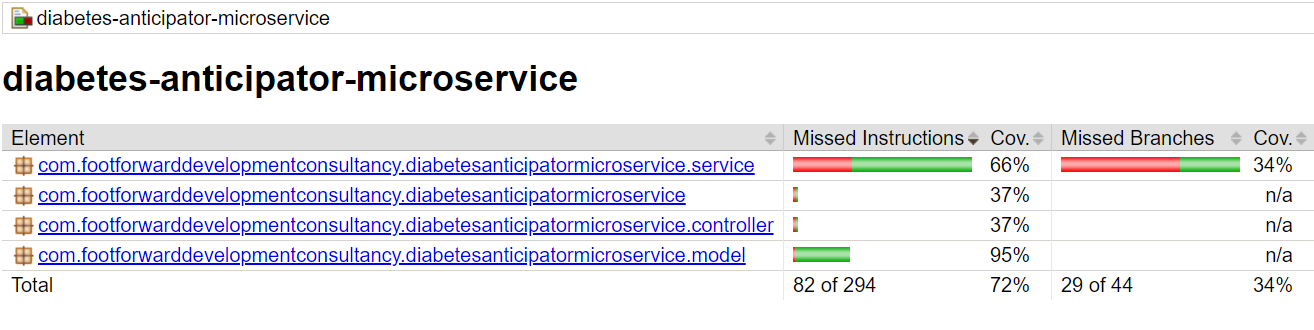 diabetes-anticipator-microservice
diabetes-anticipator-microservice
Element Missed Instructions Cov. Missed Branches Cov.
com.footforwarddevelopmentconsultancy.diabetesanticipatormicroservice.service 66% 34%
com.footforwarddevelopmentconsultancy.diabetesanticipatormicroservice 37% n/a
com.footforwarddevelopmentconsultancy.diabetesanticipatormicroservice.controller 37% n/a
com.footforwarddevelopmentconsultancy.diabetesanticipatormicroservice.model 95% n/a
Total 82 of 294 72% 29 of 44 34%